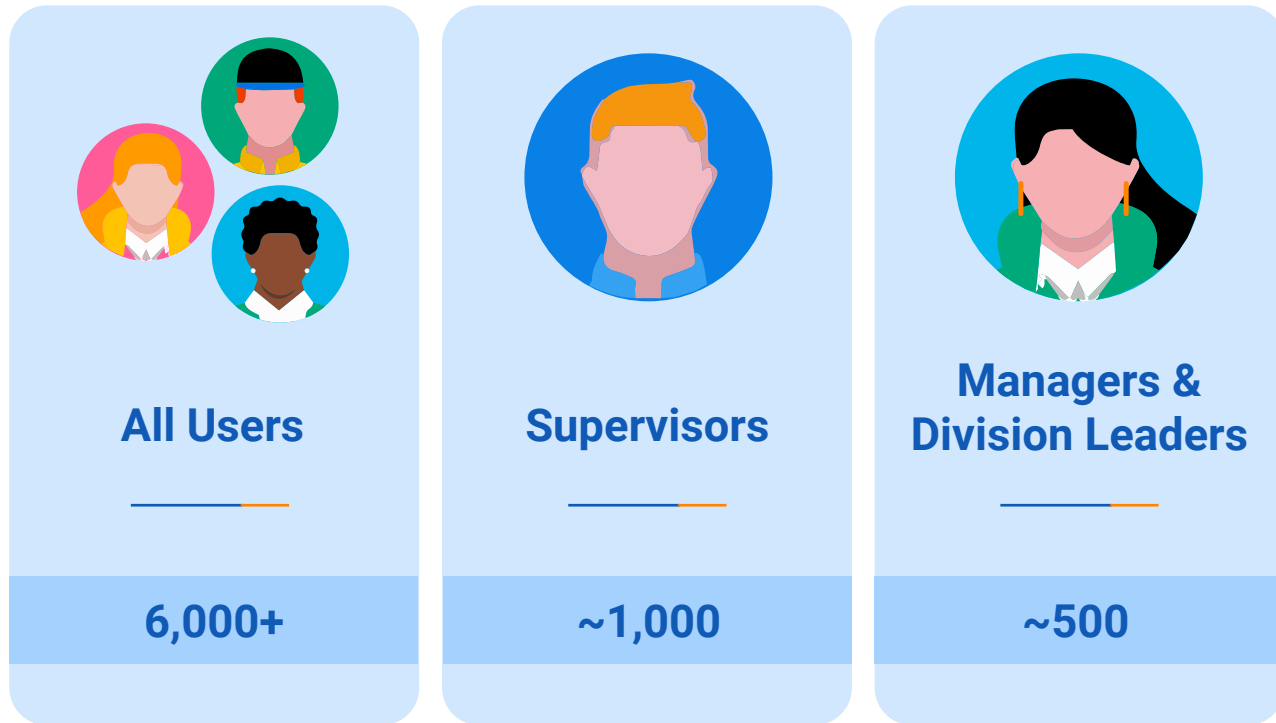 All Users
6,000+
Supervisors
~1,000
Managers &
Division Leaders
~500